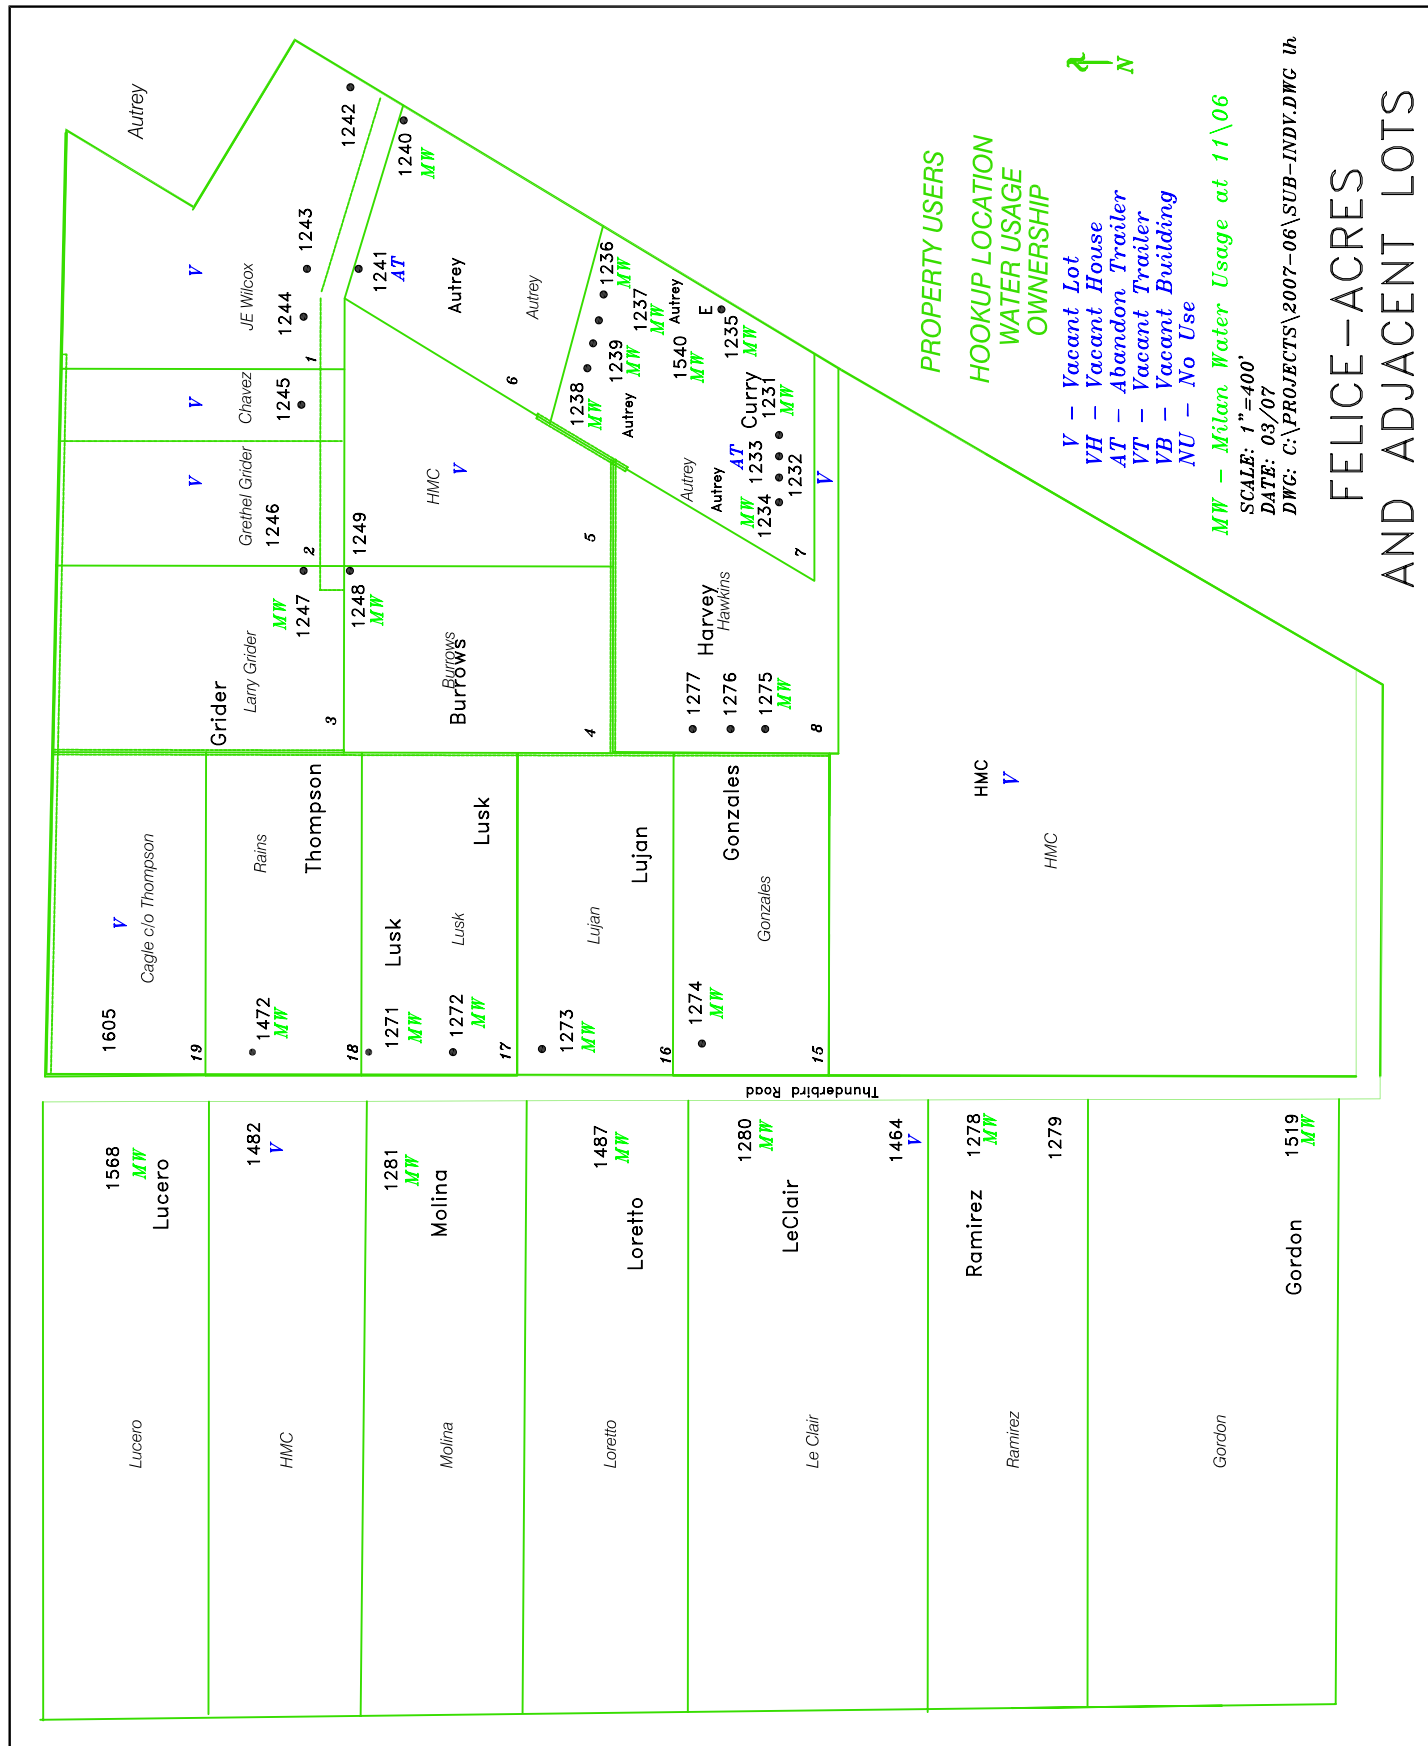 Autrey
1242
1240
MW
1243
V
JE Wilcox
1244
1
1241
AT
Autrey
Autrey
6
V
Chavez
1245
V
Grethel Grider
1246
2
1249
HMC
V
5
MW
1247
Larry Grider
Grider
3
1248
MW
Burrows
Burrows
4
1236
MW
1237
MW
Autrey
1239
MW
1238
MW
Autrey
1540
MW
E
1235
MW
Curry
1231
MW
AT
1233
1232
MW
1234
Autrey
Autrey
V
7
Harvey
Hawkins
1277
1276
1275
MW
8
V
Cagle c/o Thompson
1605
19
Rains
Thompson
1472
MW
18
Lusk
Lusk
Lusk
1271
MW
1272
MW
17
Lujan
Lujan
1273
MW
16
Gonzales
Gonzales
1274
MW
15
HMC
V
HMC
Thunderbird Road
1568
MW
Lucero
Lucero
1482
V
HMC
1281
MW
Molina
Molina
1487
MW
Loretto
Loretto
1280
MW
LeClair
Le Clair
1464
V
1278
MW
1279
Ramirez
Ramirez
1519
MW
Gordon
Gordon
N
PROPERTY USERS
HOOKUP LOCATION
WATER USAGE
OWNERSHIP
V - Vacant Lot
VH - Vacant House
AT - Abandon Trailer
VT - Vacant Trailer
VB - Vacant Building
NU - No Use
MW - Milan Water Usage at 11\06
SCALE: 1"=400'
DATE: 03/07
DWG: C:\PROJECTS\2007-06\SUB-INDV.DWG lh
FELICE-ACRES
AND ADJACENT LOTS